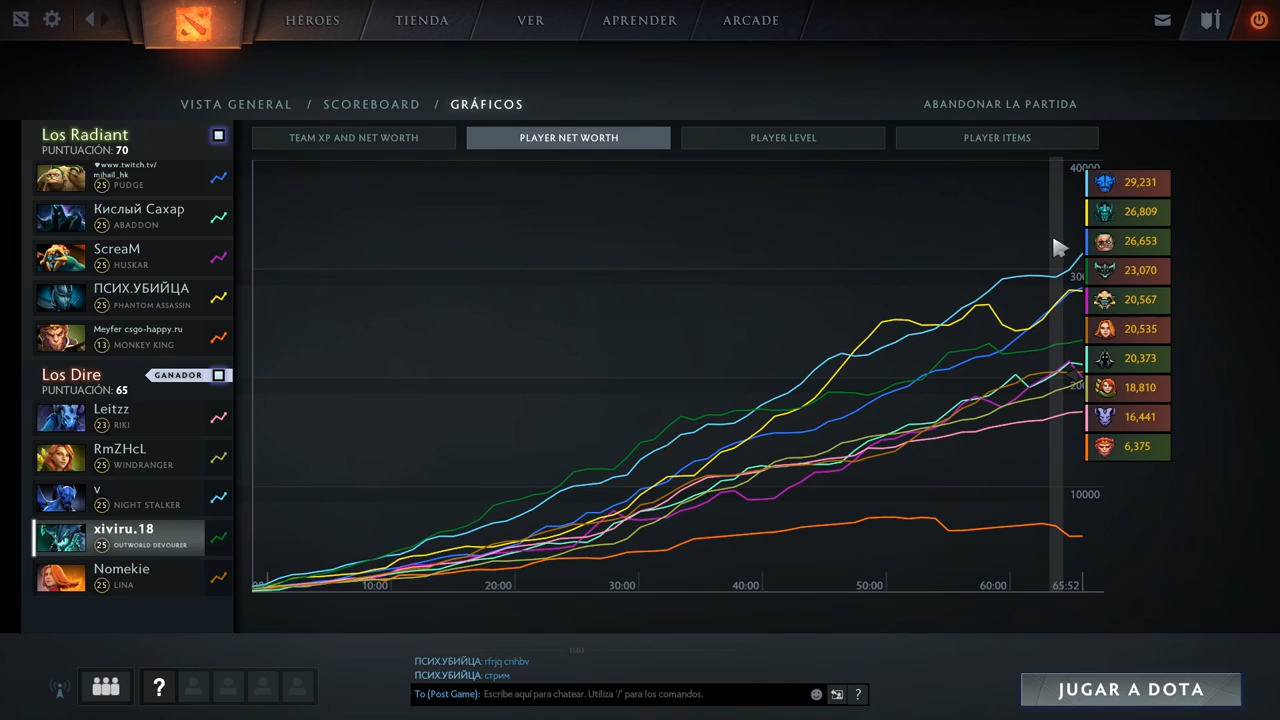 HÉROES
TIENDA
VER
APRENDER
ARCADE
VISTA GENERAL / SCOREBOARD / GRÁFICOS
ABANDONAR LA PARTIDA
TEAM XP AND NET WORTH
PLAYER NET WORTH
PLAYER LEVEL
PLAYER ITEMS
Los Radiant
PUNTUACIÓN: 70
♥www.twitch.tv/
mihail_hk
25 PUDGE
Кислый Сахар
25 ABADDON
ScreaM
25 HUSKAR
ПСИХ.УБИЙЦА
25 PHANTOM ASSASSIN
Meyfer csgo-happy.ru
13 MONKEY KING
Los Dire
GANADOR
PUNTUACIÓN: 65
Leitzz
23 RIKI
RmZHcL
25 WINDRANGER
v
25 NIGHT STALKER
xiviru.18
25 OUTWORLD DEVOURER
Nomekie
25 LINA
40000
10000
10:00
20:00
30:00
40:00
50:00
60:00
65:52
29,231
26,809
26,653
23,070
20,567
20,535
20,373
18,810
16,441
6,375
ПСИХ.УБИЙЦА: rfrjq cnhbv
ПСИХ.УБИЙЦА: стрим
To (Post Game): Escribe aquí para chatear. Utiliza '/' para los comandos.
?
?
JUGAR A DOTA